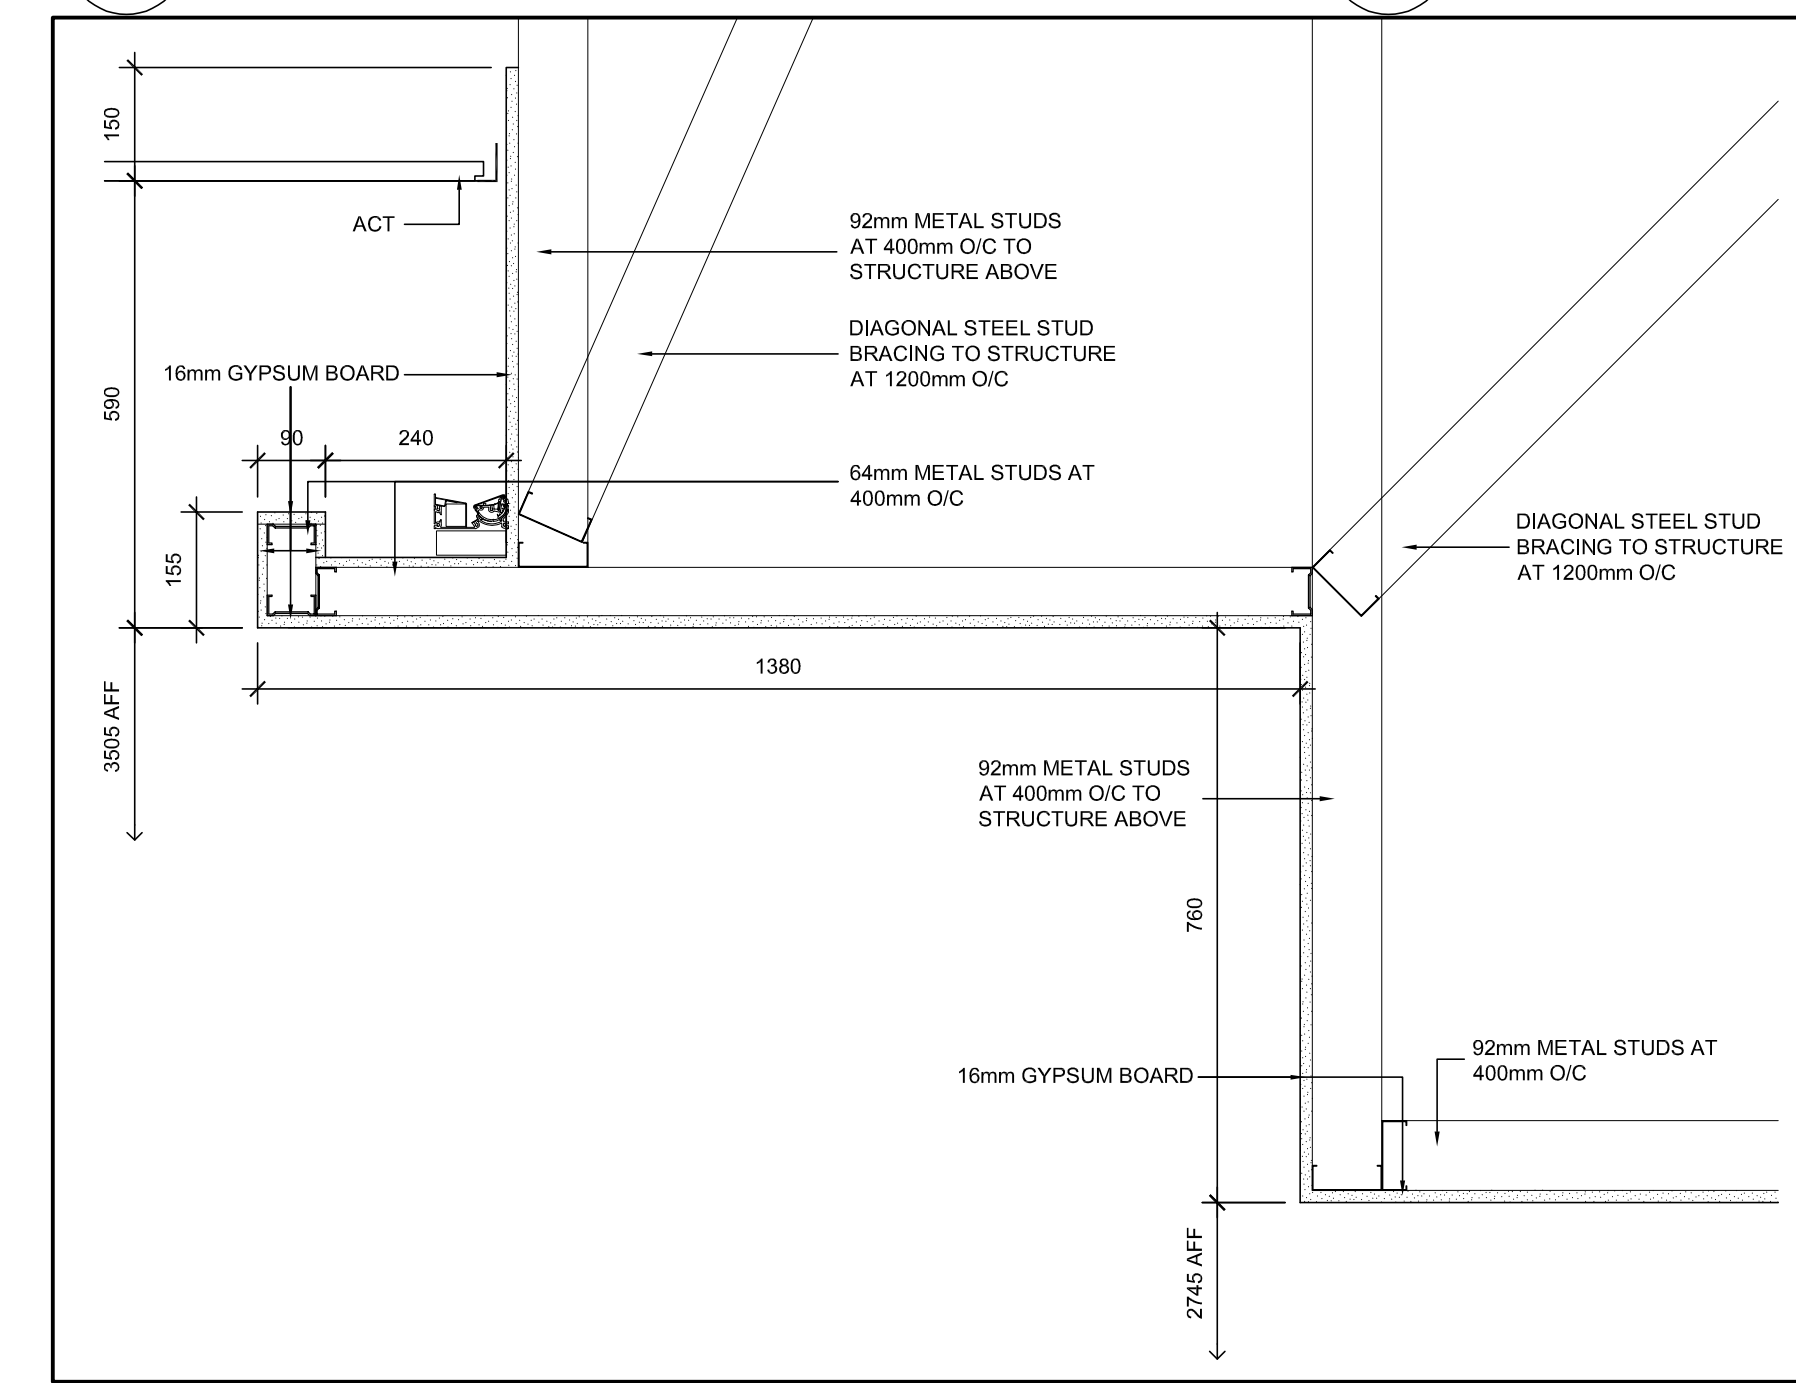 150
ACT
92mm METAL STUDS
AT 400mm O/C TO
STRUCTURE ABOVE
DIAGONAL STEEL STUD
BRACING TO STRUCTURE
AT 1200mm O/C
16mm GYPSUM BOARD
590
90
240
64mm METAL STUDS AT
400mm O/C
DIAGONAL STEEL STUD
BRACING TO STRUCTURE
AT 1200mm O/C
155
1380
3505 AFF
92mm METAL STUDS
AT 400mm O/C TO
STRUCTURE ABOVE
760
92mm METAL STUDS AT
400mm O/C
16mm GYPSUM BOARD
2745 AFF